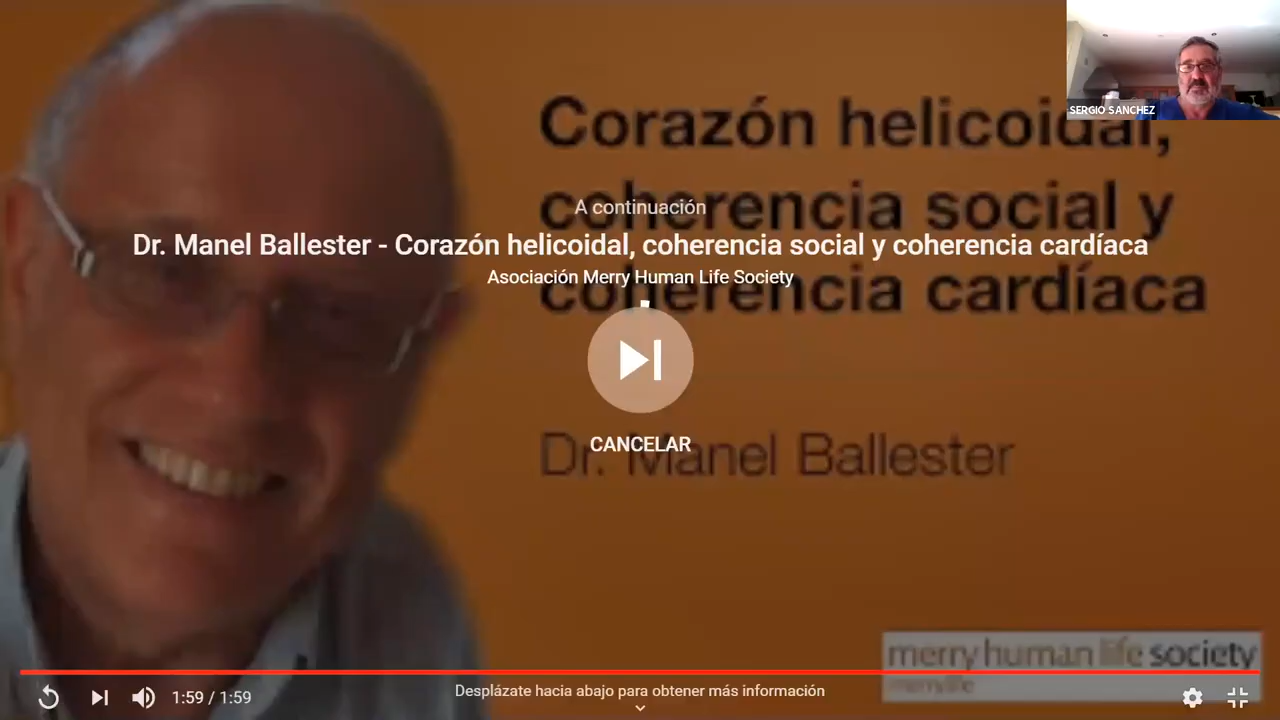 SERGIO SANCHEZ
Corazón helicoidal,
coherencia social y
coherencia cardíaca
Dr. Manel Ballester
A continuación
Dr. Manel Ballester - Corazón helicoidal, coherencia social y coherencia cardíaca
Asociación Merry Human Life Society
CANCELAR
merry human life society
merrylife
1:59 / 1:59
Desplázate hacia abajo para obtener más información